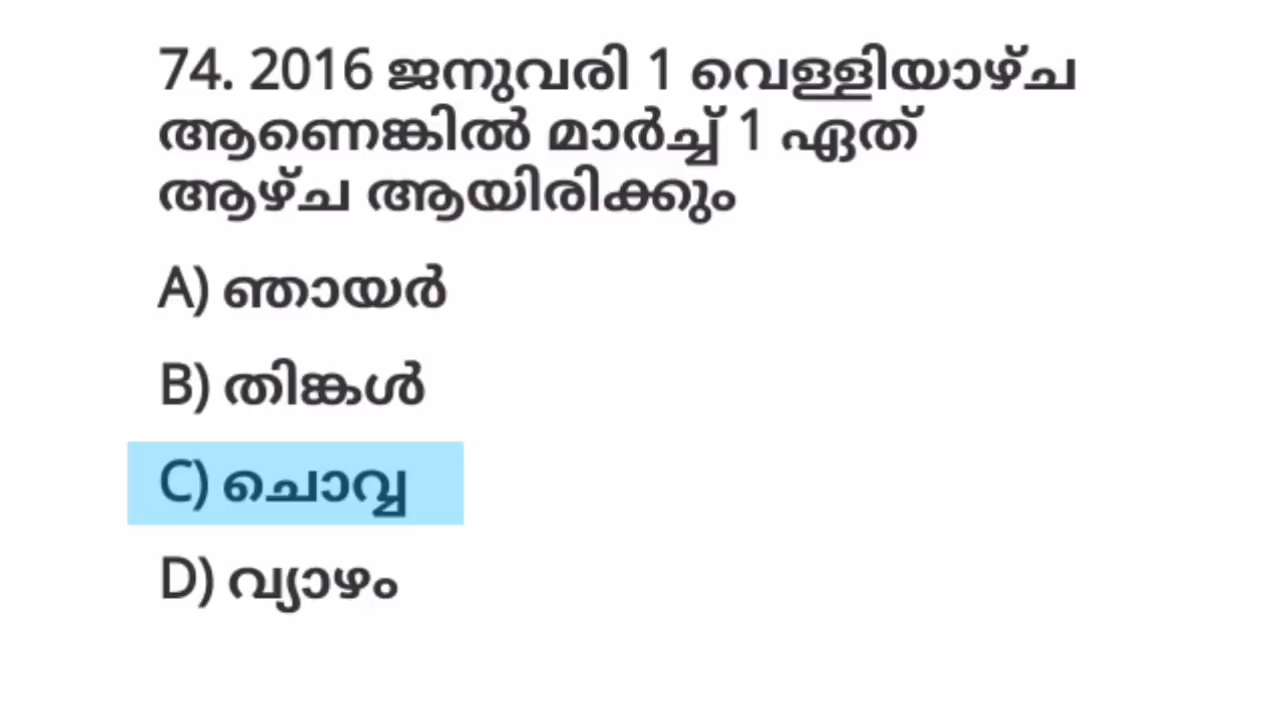 74. 2016 ജനുവരി 1 വെള്ളിയാഴ്ച
ആണെങ്കിൽ മാർച്ച് 1 ഏത്
ആഴ്ച ആയിരിക്കും
A) ഞായർ
B) തിങ്കൾ
C) ചൊവ്വ
D) വ്യാഴം